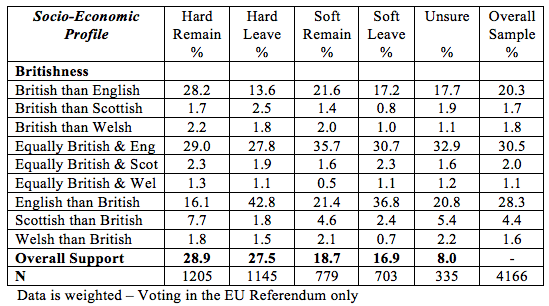 Socio-Economic Profile Hard Remain % Hard Leave % Soft Remain % Soft Leave % Unsure % Overall Sample %
Britishness
British than English 28.2 13.6 21.6 17.2 17.7 20.3
British than Scottish 1.7 2.5 1.4 0.8 1.9 1.7
British than Welsh 2.2 1.8 2.0 1.0 1.1 1.8
Equally British & Eng 29.0 27.8 35.7 30.7 32.9 30.5
Equally British & Scot 2.3 1.9 1.6 2.3 1.6 2.0
Equally British & Wel 1.3 1.1 0.5 1.1 1.2 1.1
English than British 16.1 42.8 21.4 36.8 20.8 28.3
Scottish than British 7.7 1.8 4.6 2.4 5.4 4.4
Welsh than British 1.8 1.5 2.1 0.7 2.2 1.6
Overall Support 28.9 27.5 18.7 16.9 8.0 -
N 1205 1145 779 703 335 4166
Data is weighted – Voting in the EU Referendum only